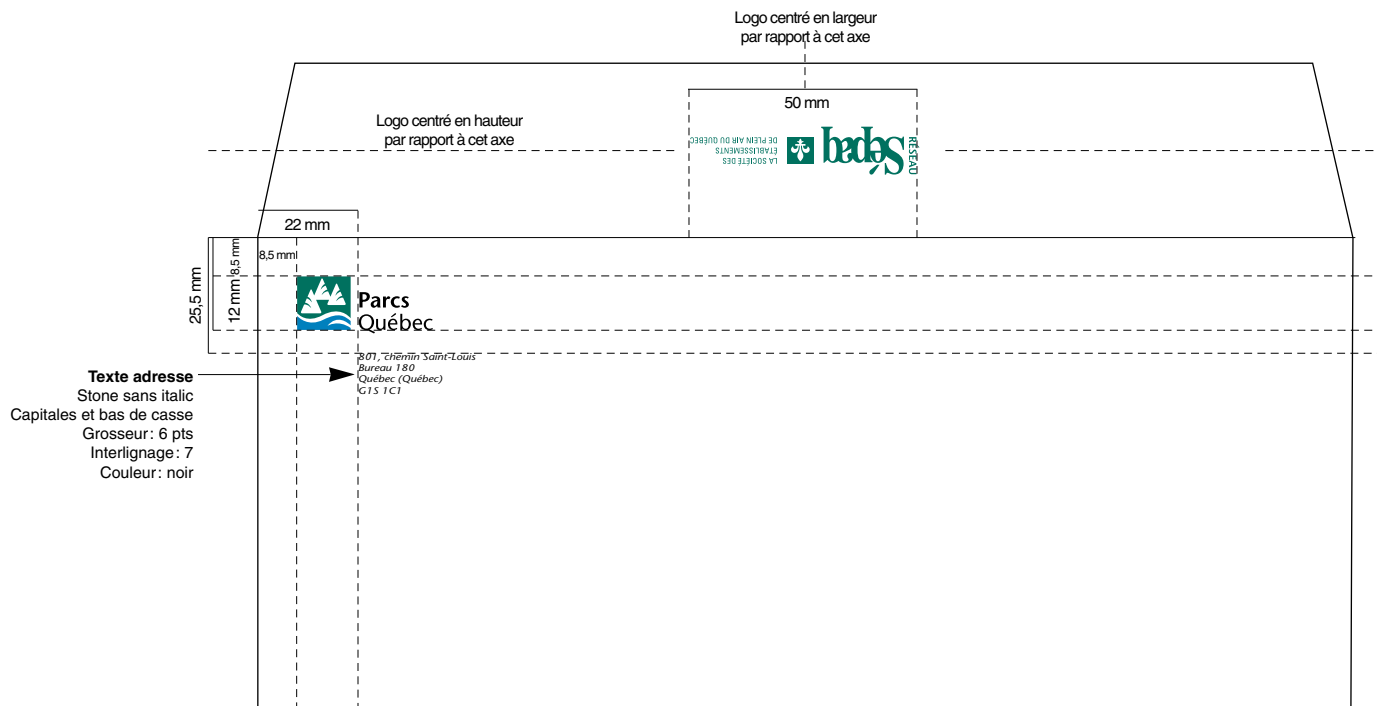 Logo centré en largeur
par rapport à cet axe
50 mm
Logo centré en hauteur
par rapport à cet axe
RÉSEAU
Sépaq
LA SOCIÉTÉ DES
ÉTABLISSEMENTS
DE PLEIN AIR DU QUÉBEC
22 mm
8,5 mm
8,5 mm
12 mm
25,5 mm
Parcs
Québec
801, chemin Saint-Louis
Bureau 180
Québec (Québec)
G1S 1C1
Texte adresse
Stone sans italic
Capitales et bas de casse
Grosseur : 6 pts
Interlignage : 7
Couleur : noir